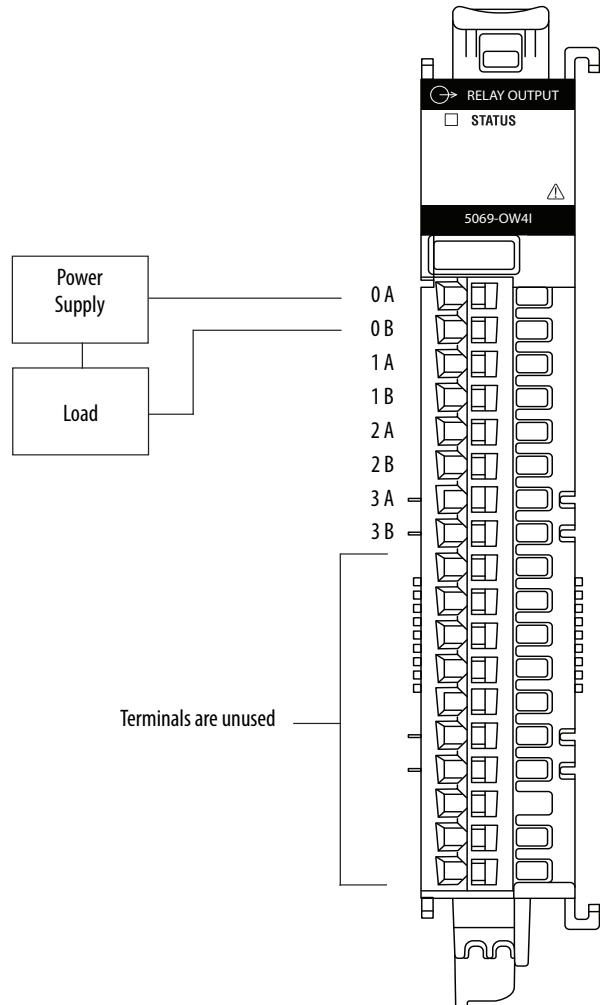 RELAY OUTPUT
STATUS
5069-OW4I
Power
Supply
Load
0 A
0 B
1 A
1 B
2 A
2 B
3 A
3 B
Terminals are unused